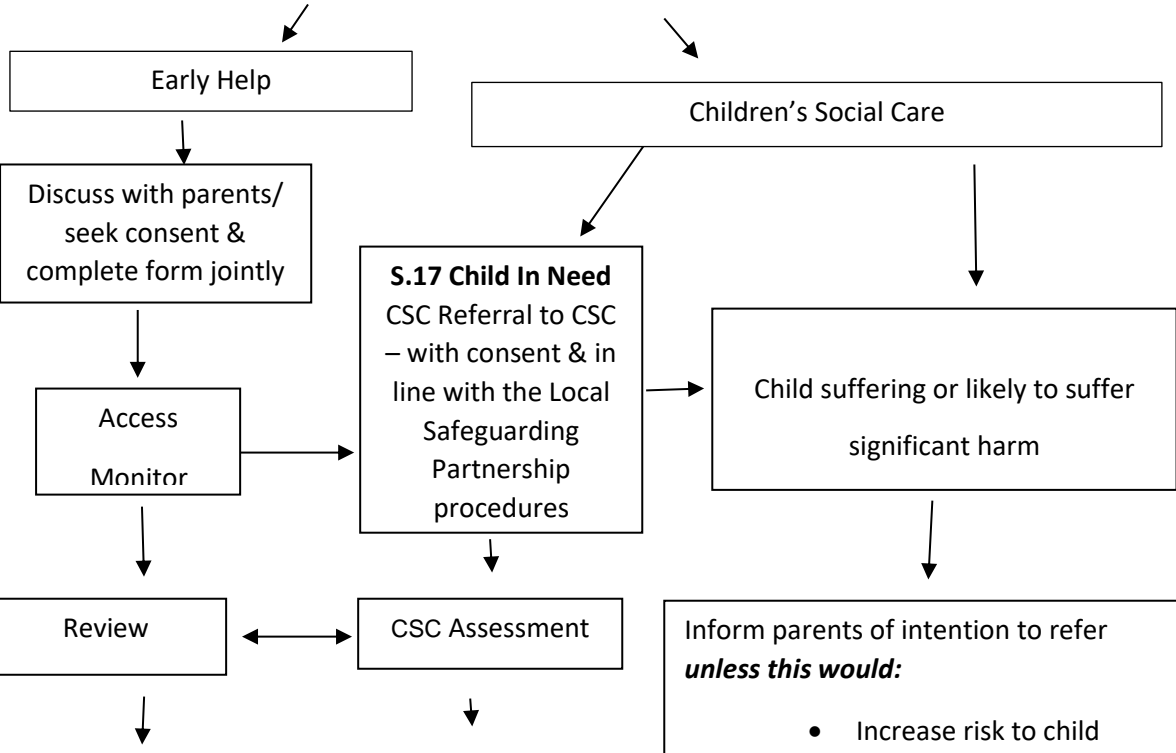 Early Help
Children’s Social Care
Discuss with parents/
seek consent &
complete form jointly
S.17 Child In Need
CSC Referral to CSC
– with consent & in
line with the Local
Safeguarding
Partnership
procedures
Child suffering or likely to suffer
significant harm
Access
Monitor
Review
CSC Assessment
Inform parents of intention to refer
unless this would:
• Increase risk to child